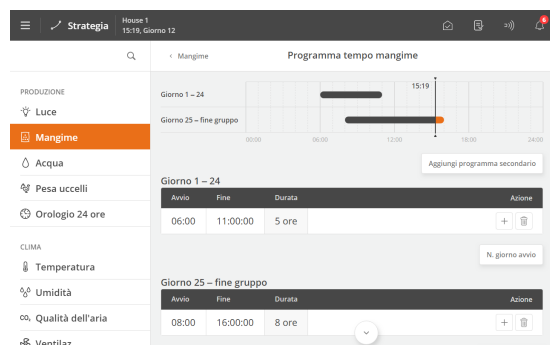 Strategia
House 1
15:19, Giorno 12
6
PRODUZIONE
Luce
Mangime
Acqua
Pesa uccelli
Orologio 24 ore
CLIMA
Temperatura
Umidità
CO₂ Qualità dell'aria
Ventilaz
‹ Mangime
Programma tempo mangime
15:19
Giorno 1 – 24
Giorno 25 – fine gruppo
00:00 06:00 12:00 18:00 24:00
Aggiungi programma secondario
Giorno 1 – 24
Avvio Fine Durata Azione
06:00 11:00:00 5 ore
N. giorno avvio
Giorno 25 – fine gruppo
Avvio Fine Durata Azione
08:00 16:00:00 8 ore